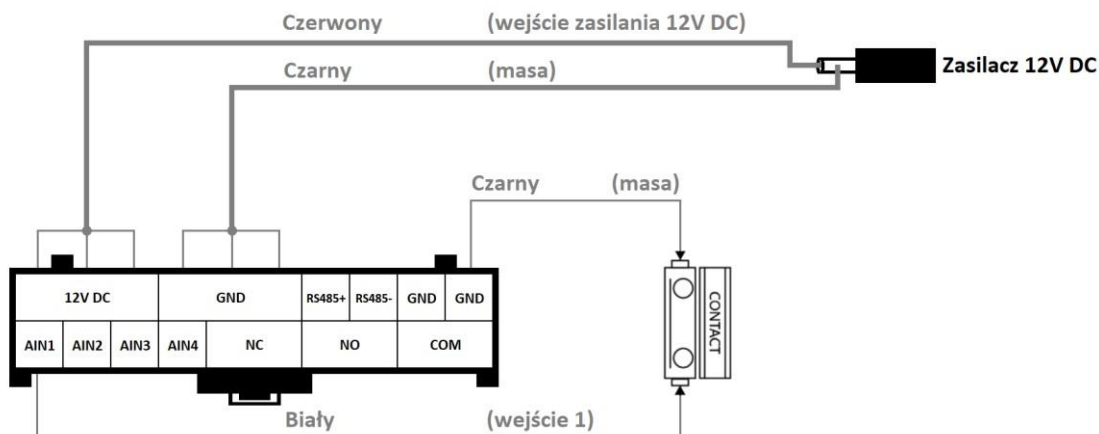 Czerwony (wejście zasilania 12V DC)
Zasilacz 12V DC
Czarny (masa)
Czarny (masa)
12V DC GND RS485+ RS485- GND GND
AIN1 AIN2 AIN3 AIN4 NC NO COM
CONTACT
Biały (wejście 1)